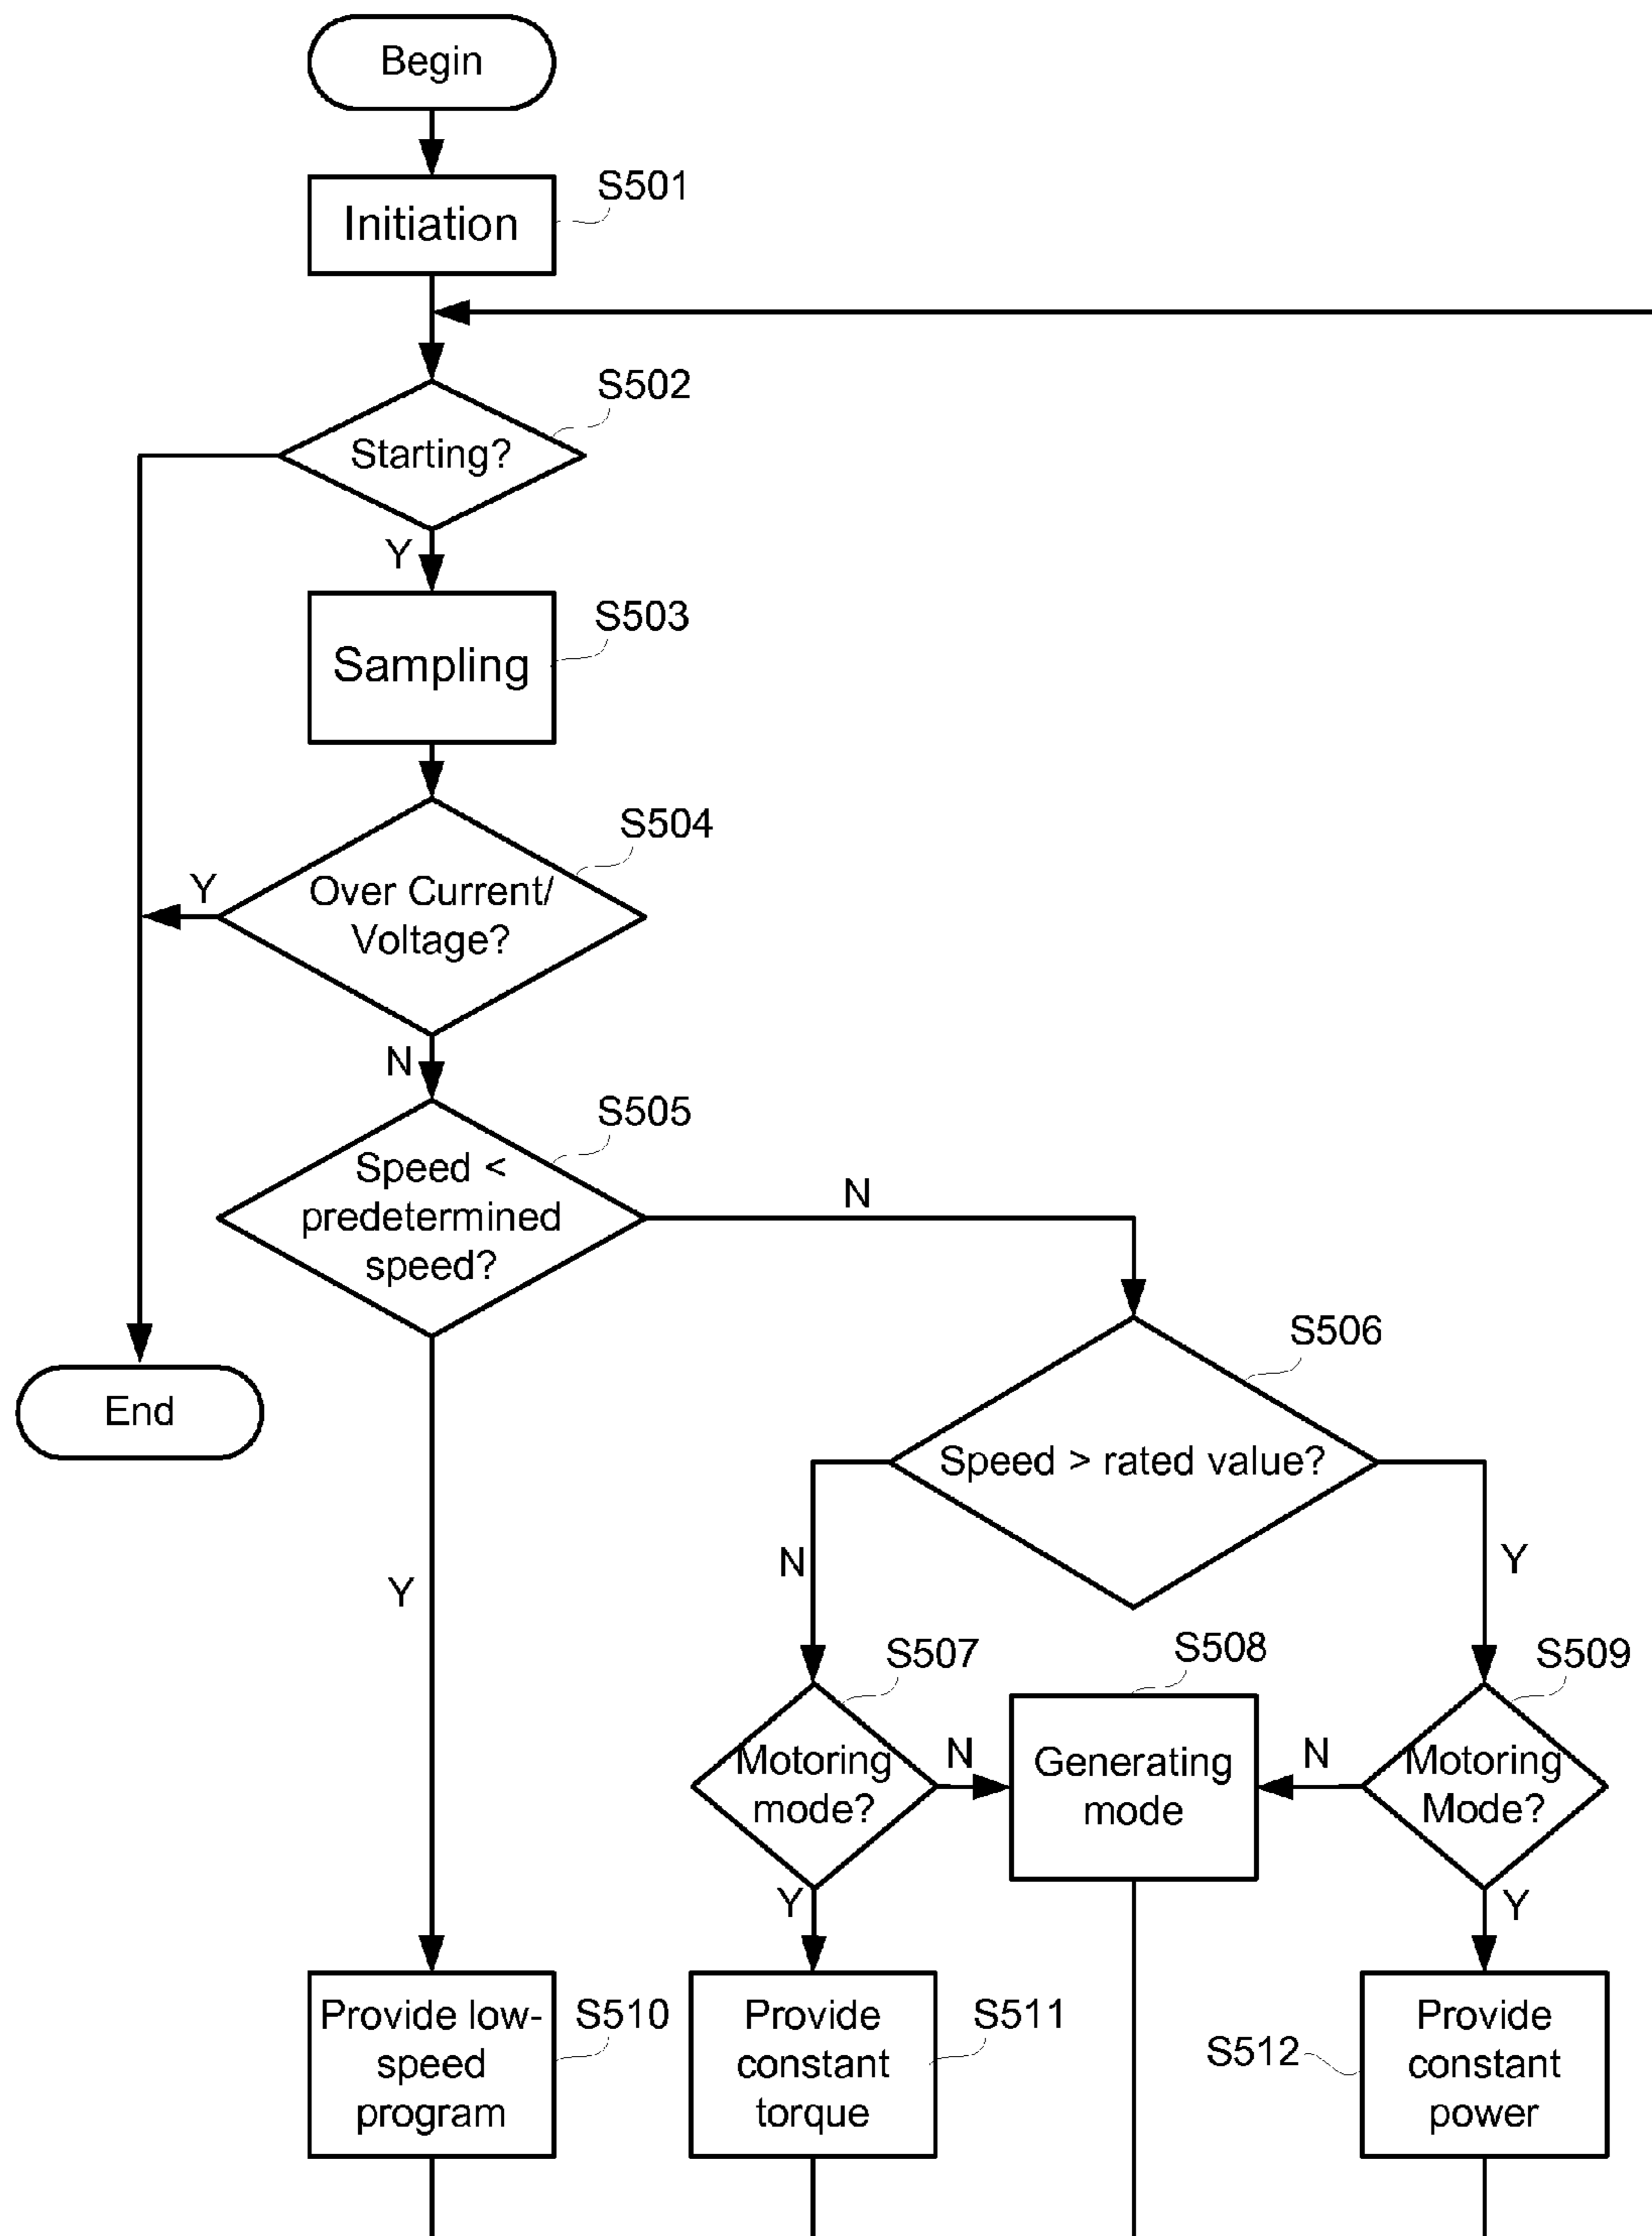 Begin
S501
Initiation
S502
Starting?
Y
S503
Sampling
S504
Y
Over Current/
Voltage?
N
S505
Speed <
predetermined
speed?
N
S506
End
Speed > rated value?
N
Y
Y
S507
S508
S509
Motoring
mode?
N
Generating
mode
N
Motoring
Mode?
Y
Y
Provide low-
speed
program
S510
Provide
constant
torque
S511
S512
Provide
constant
power